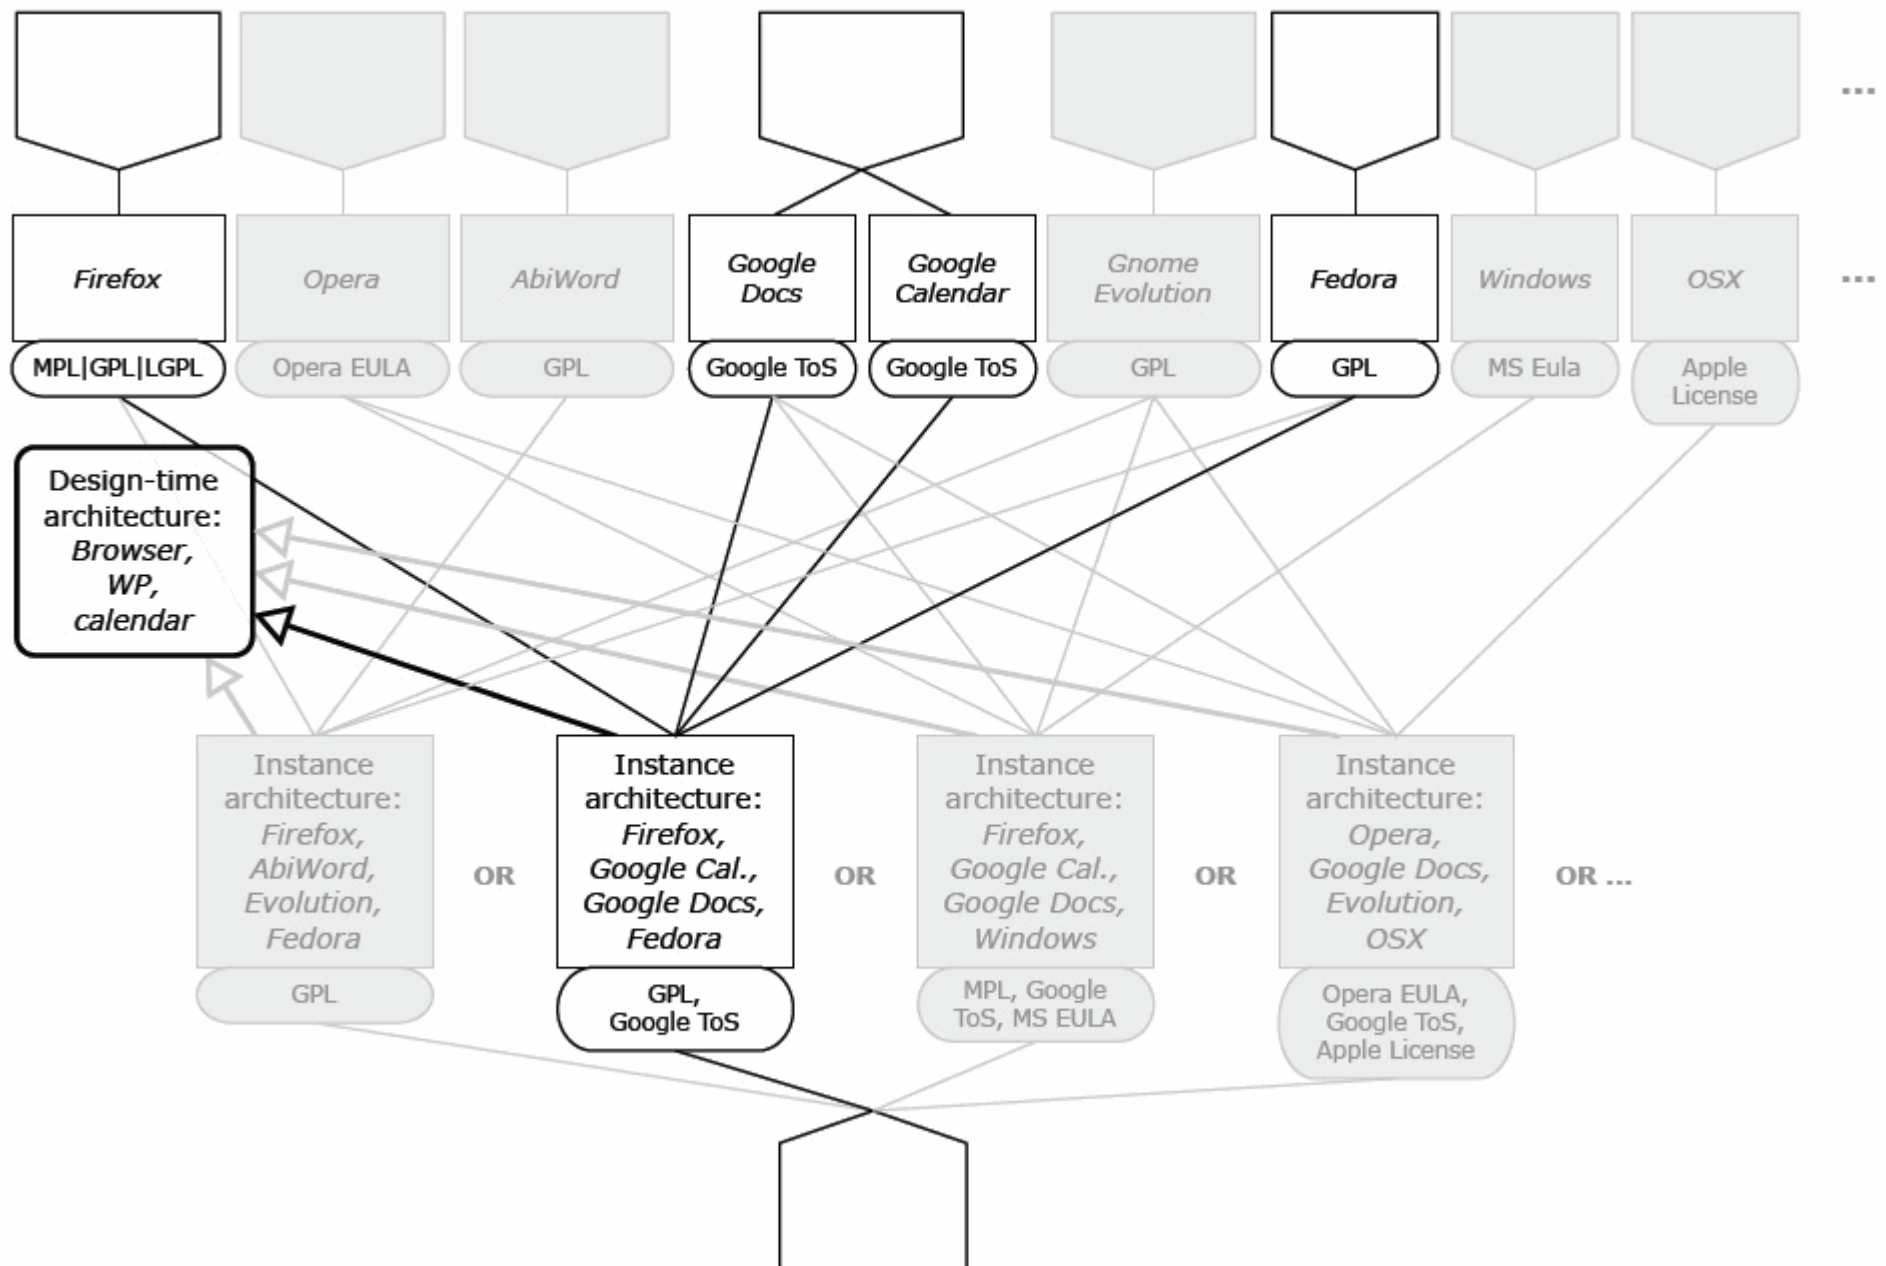 ...
Firefox
Opera
AbiWord
Google
Docs
Google
Calendar
Gnome
Evolution
Fedora
Windows
OSX
...
MPL|GPL|LGPL
Opera EULA
GPL
Google ToS
Google ToS
GPL
GPL
MS Eula
Apple
License
Design-time
architecture:
Browser,
WP,
calendar
Instance
architecture:
Firefox,
AbiWord,
Evolution,
Fedora
GPL
OR
Instance
architecture:
Firefox,
Google Cal.,
Google Docs,
Fedora
GPL,
Google ToS
OR
Instance
architecture:
Firefox,
Google Cal.,
Google Docs,
Windows
MPL, Google
ToS, MS EULA
OR
Instance
architecture:
Opera,
Google Docs,
Evolution,
OSX
Opera EULA,
Google ToS,
Apple License
OR ...